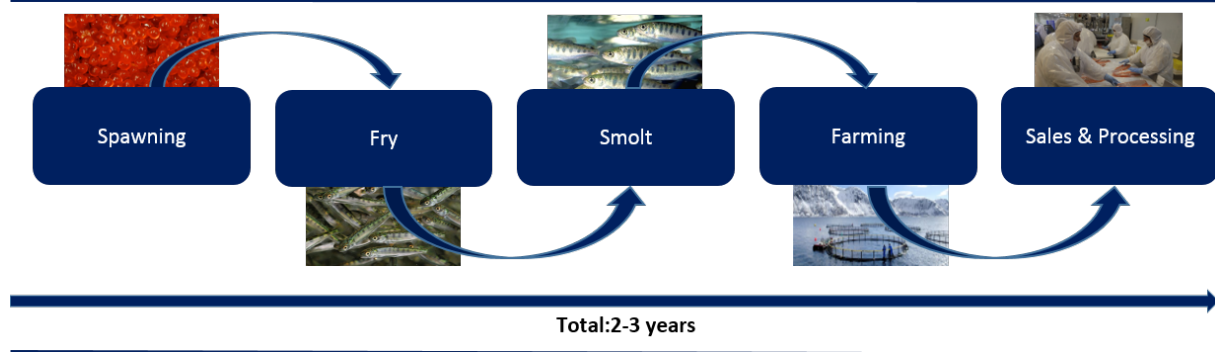 Spawning
Fry
Smolt
Farming
Sales & Processing
Total:2-3 years